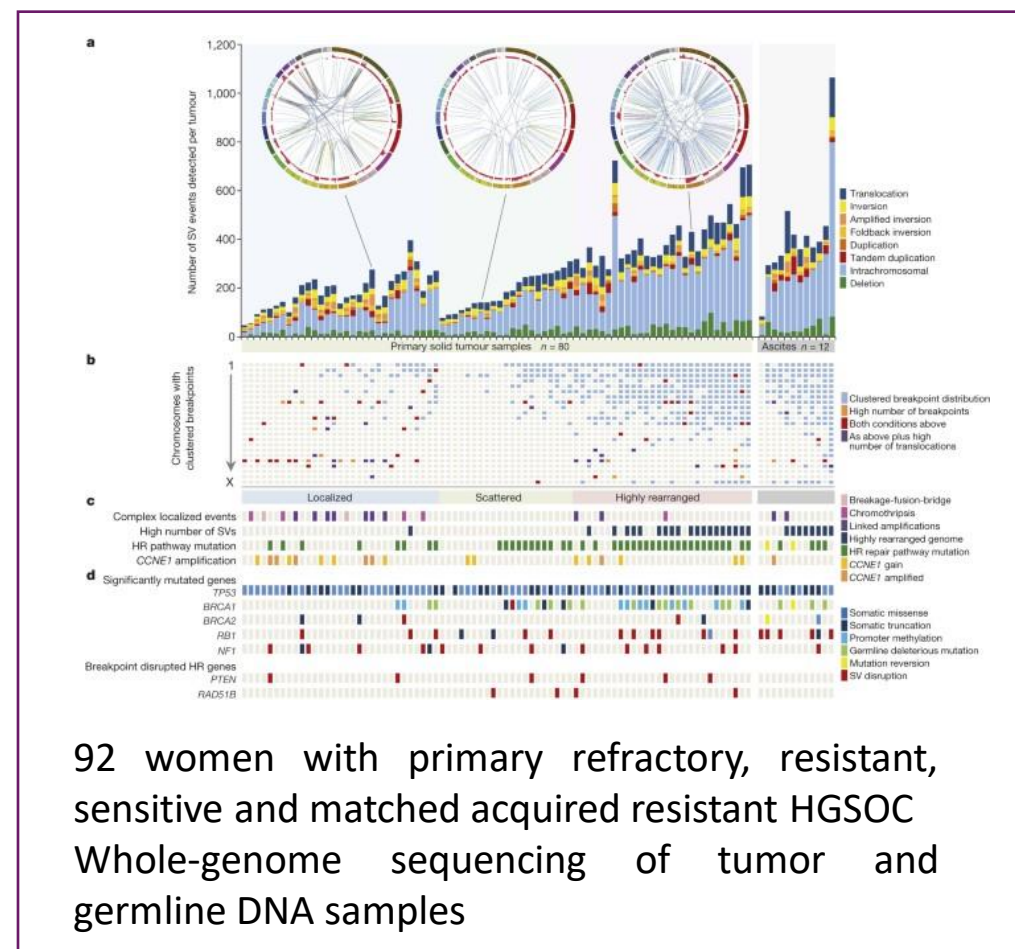 a
1,200
1,000
800
600
400
200
0
Number of SV events detected per tumour
Translocation
Inversion
Amplified inversion
Foldback inversion
Duplication
Tandem duplication
Intrachromosomal
Deletion
Primary solid tumour samples n = 80
Ascites n = 12
b
1
X
Chromosomes with
clustered breakpoints
Clustered breakpoint distribution
High number of breakpoints
Both conditions above
As above plus high
number of translocations
Localized
Scattered
Highly rearranged
c
Complex localized events
High number of SVs
HR pathway mutation
CCNE1 amplification
Breakage-fusion-bridge
Chromothripsis
Linked amplifications
Highly rearranged genome
HR repair pathway mutation
CCNE1 gain
CCNE1 amplified
d
Significantly mutated genes
TP53
BRCA1
BRCA2
RB1
NF1
Breakpoint disrupted HR genes
PTEN
RAD51B
Somatic missense
Somatic truncation
Promoter methylation
Germline deleterious mutation
Mutation reversion
SV disruption
92 women with primary refractory, resistant,
sensitive and matched acquired resistant HGSOC
Whole-genome sequencing of tumor and
germline DNA samples